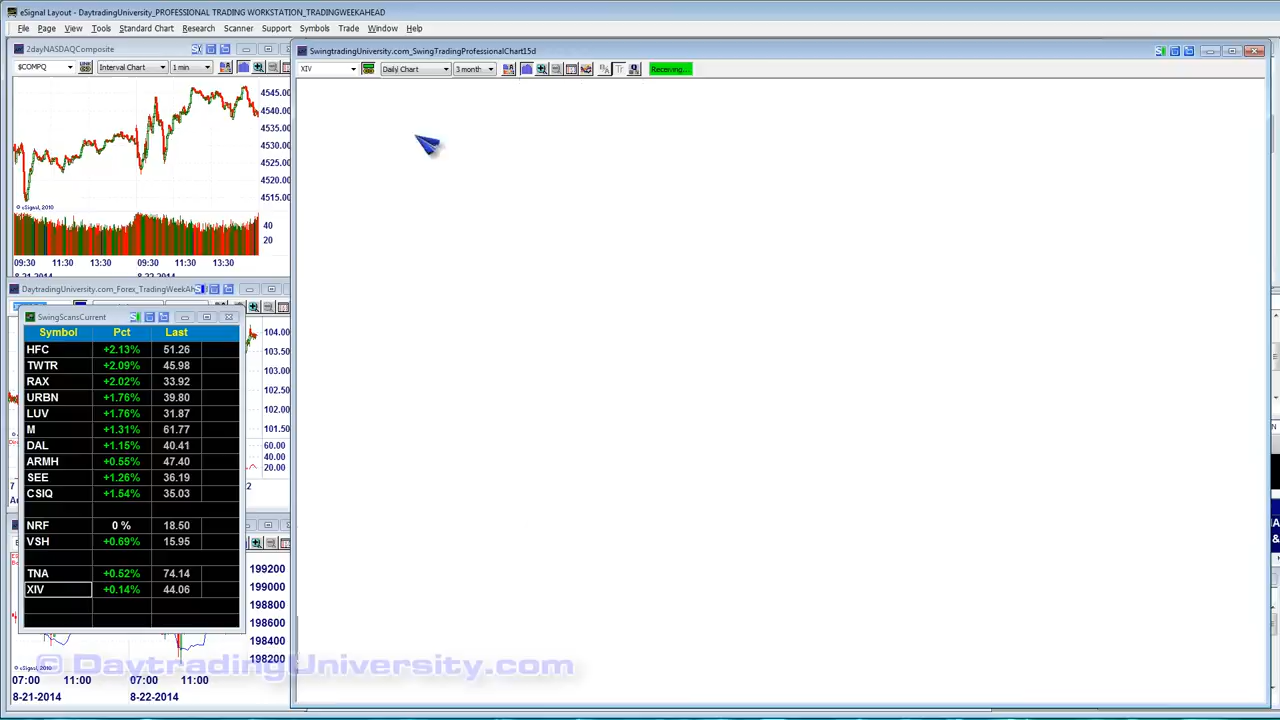 eSignal Layout - DaytradingUniversity_PROFESSIONAL TRADING WORKSTATION_TRADINGWEEKAHEAD
File Page View Tools Standard Chart Research Scanner Support Symbols Trade Window Help
2dayNASDAQComposite
$COMPQ Interval Chart 1 min
4545.00
4540.00
4535.00
4530.00
4525.00
4520.00
4515.00
© eSignal, 2010
40
20
09:30 11:30 13:30 09:30 11:30 13:30
8-21-2014 8-22-2014
DaytradingUniversity.com_Forex_TradingWeekAh
104.00
103.50
103.00
102.50
102.00
101.50
60.00
40.00
20.00
SwingScansCurrent
Symbol Pct Last
HFC +2.13% 51.26
TWTR +2.09% 45.98
RAX +2.02% 33.92
URBN +1.76% 39.80
LUV +1.76% 31.87
M +1.31% 61.77
DAL +1.15% 40.41
ARMH +0.55% 47.40
SEE +1.26% 36.19
CSIQ +1.54% 35.03
NRF 0 % 18.50
VSH +0.69% 15.95
TNA +0.52% 74.14
XIV +0.14% 44.06
199200
199000
198800
198600
198400
198200
© eSignal, 2010
07:00 11:00 07:00 11:00
8-21-2014 8-22-2014
SwingtradingUniversity.com_SwingTradingProfessionalChart15d
XIV Daily Chart 3 month Receiving...
© DaytradingUniversity.com